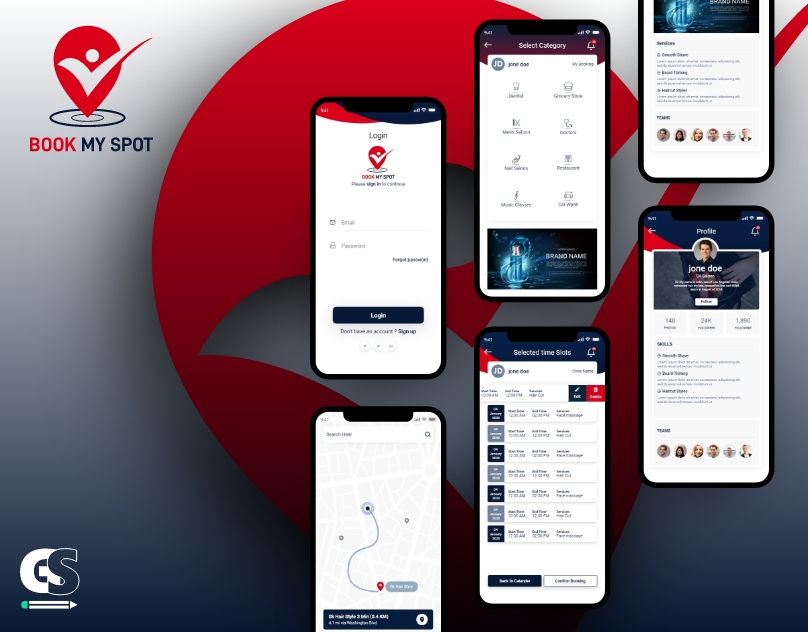 BOOK MY SPOT
9:41
Login
BOOK MY SPOT
Please sign in to continue
Email
Password
Forgot password
Login
Don't have an account ? Sign up
Search Here
Sk Hair Style
Sk Hair Style 2 Min (0.4 KM)
4.1 mi via Washington Blvd
9:41
Select Category
JD jone doe My Booking
Dentist Grocery Store
Men's Salons Doctors
Nail Salons Restaurant
Music Classes Car Wash
BRAND NAME
9:41
Selected time Slots
JD jone doe Store Name
Start Time End Time Services
10:00 AM 12:00 PM Hair Cut
Edit Delete
Start Time End Time Services
12:00 AM 02:00 PM Face massage
Start Time End Time Services
10:00 AM 12:00 PM Hair Cut
Start Time End Time Services
12:00 AM 02:00 PM Face massage
Start Time End Time Services
10:00 AM 12:00 PM Hair Cut
Start Time End Time Services
12:00 AM 02:00 PM Face massage
Start Time End Time Services
10:00 AM 12:00 PM Hair Cut
Start Time End Time Services
12:00 AM 02:00 PM Face massage
Back to Calender Confirm Booking
BRAND NAME
Services
Smooth Shave
Beard Triming
Haircut Styles
TEAMS
9:41
Profile
jone doe
Follow
140 24K 1,890
PHOTOS FOLLOWERS FOLLOWING
SKILLS
Smooth Shave
Beard Triming
Haircut Styles
TEAMS
GS